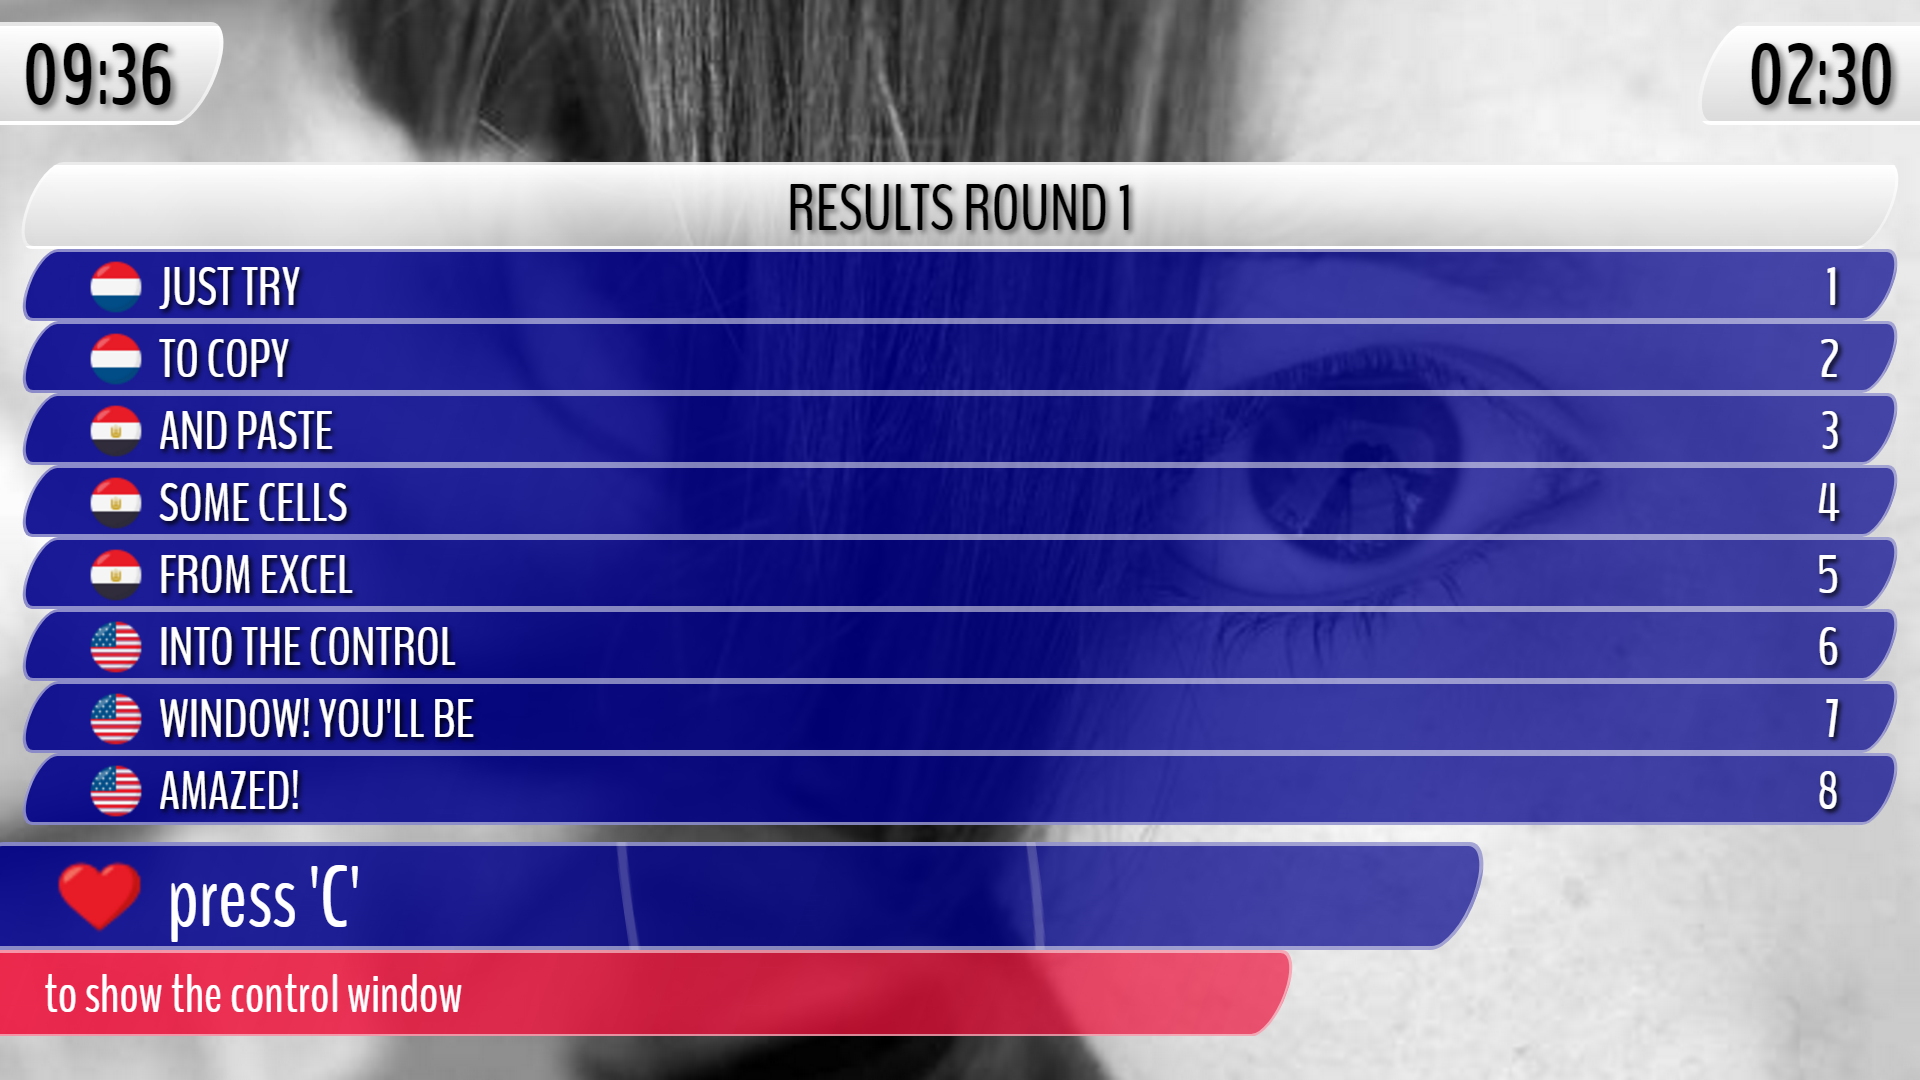 09:36
02:30
RESULTS ROUND 1
JUST TRY 1
TO COPY 2
AND PASTE 3
SOME CELLS 4
FROM EXCEL 5
INTO THE CONTROL 6
WINDOW! YOU'LL BE 7
AMAZED! 8
press 'C'
to show the control window